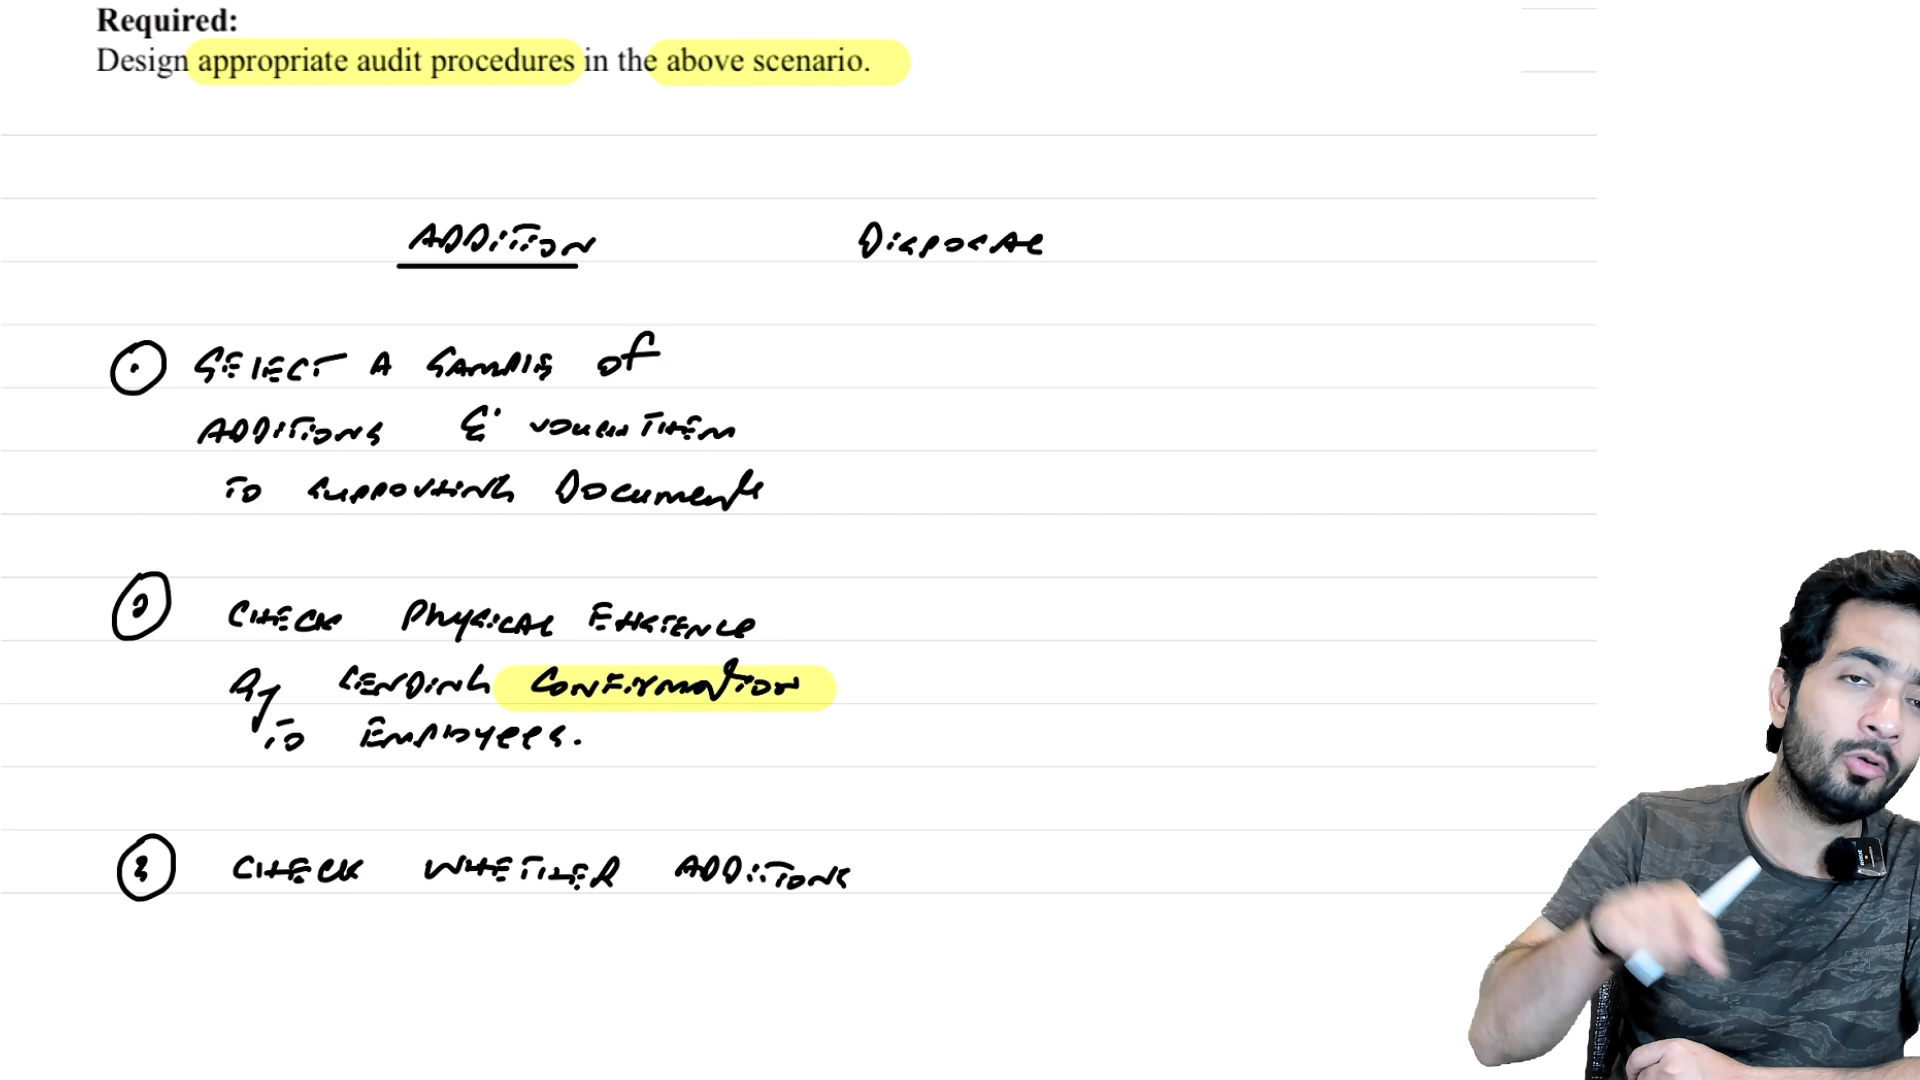 Required:
Design appropriate audit procedures in the above scenario.
ADDITION DISPOSAL
① SELECT A SAMPLE OF
ADDITIONS & VOUCH THEM
TO SUPPORTING DOCUMENTS
② CHECK PHYSICAL EXISTENCE
By SENDING CONFIRMATION
TO EMPLOYEES.
③ CHECK WHETHER ADDITIONS